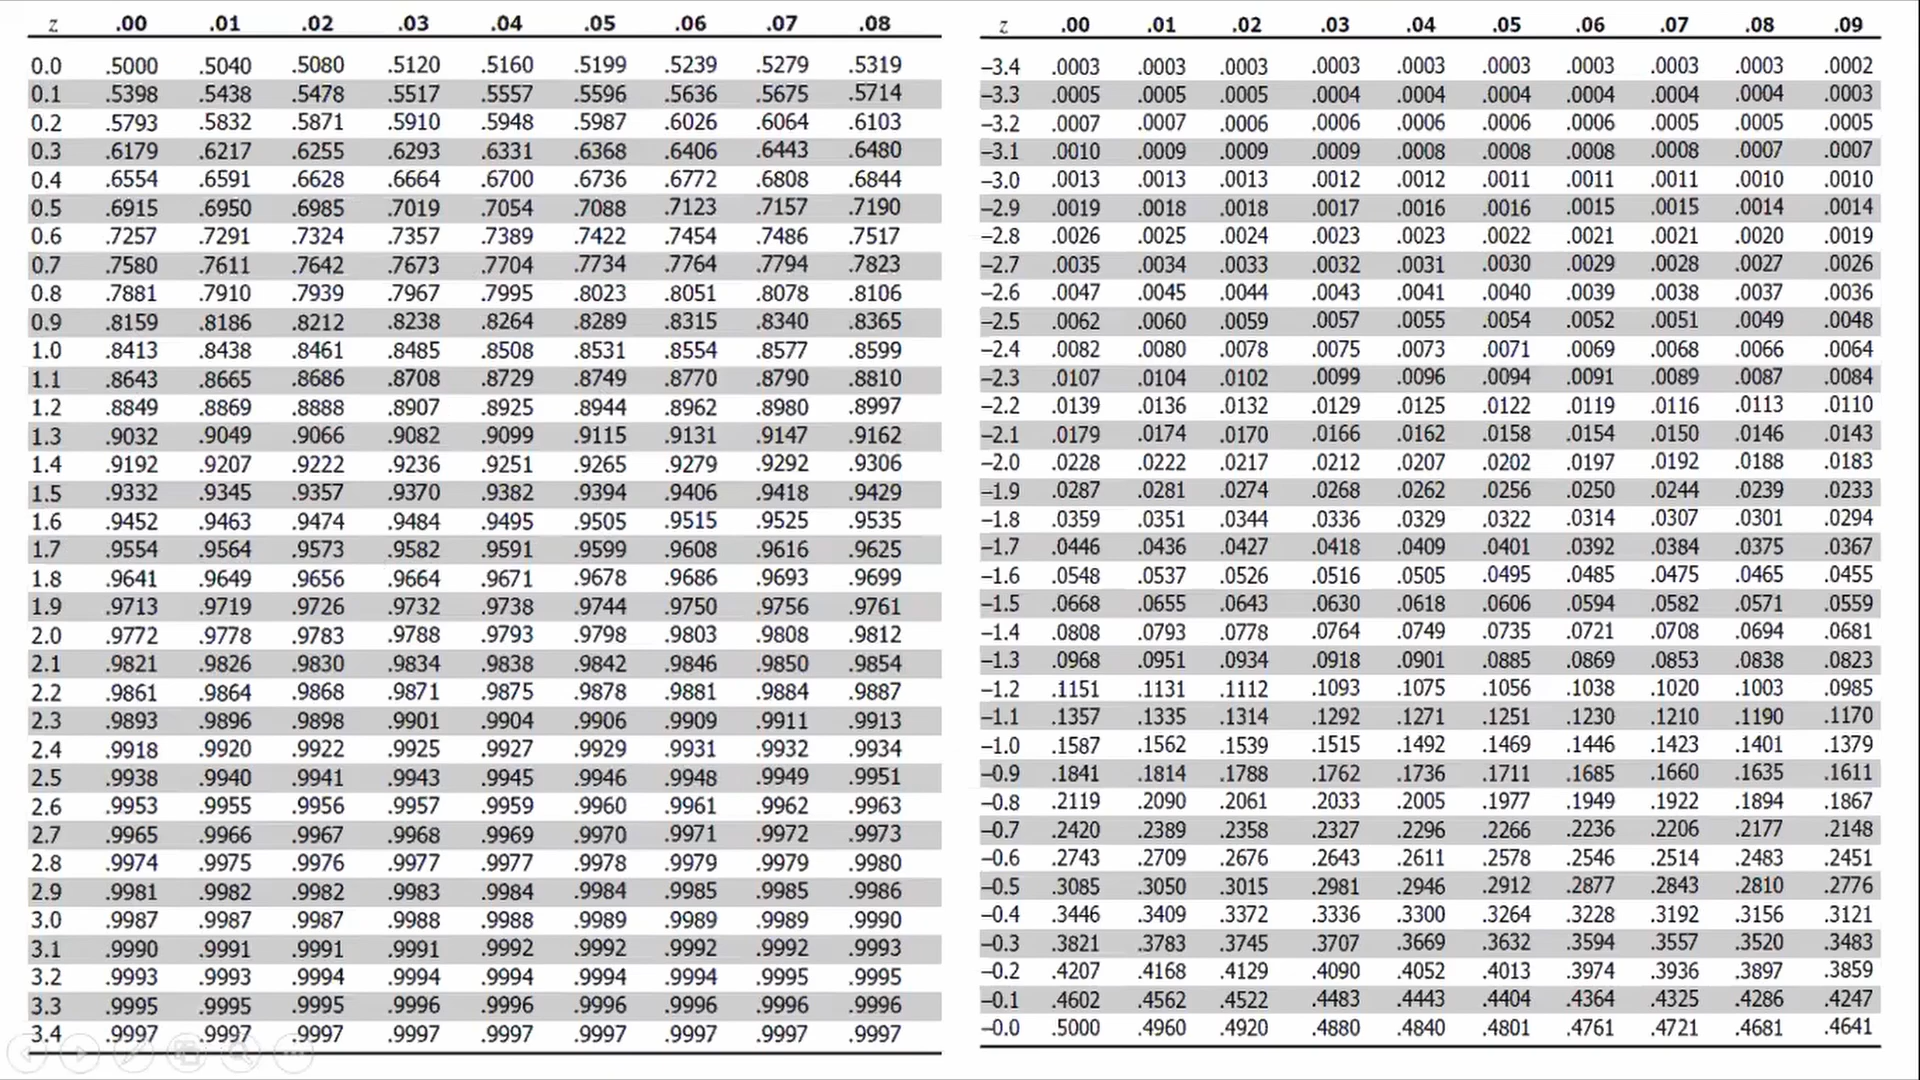 z .00 .01 .02 .03 .04 .05 .06 .07 .08
0.0 .5000 .5040 .5080 .5120 .5160 .5199 .5239 .5279 .5319
0.1 .5398 .5438 .5478 .5517 .5557 .5596 .5636 .5675 .5714
0.2 .5793 .5832 .5871 .5910 .5948 .5987 .6026 .6064 .6103
0.3 .6179 .6217 .6255 .6293 .6331 .6368 .6406 .6443 .6480
0.4 .6554 .6591 .6628 .6664 .6700 .6736 .6772 .6808 .6844
0.5 .6915 .6950 .6985 .7019 .7054 .7088 .7123 .7157 .7190
0.6 .7257 .7291 .7324 .7357 .7389 .7422 .7454 .7486 .7517
0.7 .7580 .7611 .7642 .7673 .7704 .7734 .7764 .7794 .7823
0.8 .7881 .7910 .7939 .7967 .7995 .8023 .8051 .8078 .8106
0.9 .8159 .8186 .8212 .8238 .8264 .8289 .8315 .8340 .8365
1.0 .8413 .8438 .8461 .8485 .8508 .8531 .8554 .8577 .8599
1.1 .8643 .8665 .8686 .8708 .8729 .8749 .8770 .8790 .8810
1.2 .8849 .8869 .8888 .8907 .8925 .8944 .8962 .8980 .8997
1.3 .9032 .9049 .9066 .9082 .9099 .9115 .9131 .9147 .9162
1.4 .9192 .9207 .9222 .9236 .9251 .9265 .9279 .9292 .9306
1.5 .9332 .9345 .9357 .9370 .9382 .9394 .9406 .9418 .9429
1.6 .9452 .9463 .9474 .9484 .9495 .9505 .9515 .9525 .9535
1.7 .9554 .9564 .9573 .9582 .9591 .9599 .9608 .9616 .9625
1.8 .9641 .9649 .9656 .9664 .9671 .9678 .9686 .9693 .9699
1.9 .9713 .9719 .9726 .9732 .9738 .9744 .9750 .9756 .9761
2.0 .9772 .9778 .9783 .9788 .9793 .9798 .9803 .9808 .9812
2.1 .9821 .9826 .9830 .9834 .9838 .9842 .9846 .9850 .9854
2.2 .9861 .9864 .9868 .9871 .9875 .9878 .9881 .9884 .9887
2.3 .9893 .9896 .9898 .9901 .9904 .9906 .9909 .9911 .9913
2.4 .9918 .9920 .9922 .9925 .9927 .9929 .9931 .9932 .9934
2.5 .9938 .9940 .9941 .9943 .9945 .9946 .9948 .9949 .9951
2.6 .9953 .9955 .9956 .9957 .9959 .9960 .9961 .9962 .9963
2.7 .9965 .9966 .9967 .9968 .9969 .9970 .9971 .9972 .9973
2.8 .9974 .9975 .9976 .9977 .9977 .9978 .9979 .9979 .9980
2.9 .9981 .9982 .9982 .9983 .9984 .9984 .9985 .9985 .9986
3.0 .9987 .9987 .9987 .9988 .9988 .9989 .9989 .9989 .9990
3.1 .9990 .9991 .9991 .9991 .9992 .9992 .9992 .9992 .9993
3.2 .9993 .9993 .9994 .9994 .9994 .9994 .9994 .9995 .9995
3.3 .9995 .9995 .9995 .9996 .9996 .9996 .9996 .9996 .9996
3.4 .9997 .9997 .9997 .9997 .9997 .9997 .9997 .9997 .9997
z .00 .01 .02 .03 .04 .05 .06 .07 .08 .09
−3.4 .0003 .0003 .0003 .0003 .0003 .0003 .0003 .0003 .0003 .0002
−3.3 .0005 .0005 .0005 .0004 .0004 .0004 .0004 .0004 .0004 .0003
−3.2 .0007 .0007 .0006 .0006 .0006 .0006 .0006 .0005 .0005 .0005
−3.1 .0010 .0009 .0009 .0009 .0008 .0008 .0008 .0008 .0007 .0007
−3.0 .0013 .0013 .0013 .0012 .0012 .0011 .0011 .0011 .0010 .0010
−2.9 .0019 .0018 .0018 .0017 .0016 .0016 .0015 .0015 .0014 .0014
−2.8 .0026 .0025 .0024 .0023 .0023 .0022 .0021 .0021 .0020 .0019
−2.7 .0035 .0034 .0033 .0032 .0031 .0030 .0029 .0028 .0027 .0026
−2.6 .0047 .0045 .0044 .0043 .0041 .0040 .0039 .0038 .0037 .0036
−2.5 .0062 .0060 .0059 .0057 .0055 .0054 .0052 .0051 .0049 .0048
−2.4 .0082 .0080 .0078 .0075 .0073 .0071 .0069 .0068 .0066 .0064
−2.3 .0107 .0104 .0102 .0099 .0096 .0094 .0091 .0089 .0087 .0084
−2.2 .0139 .0136 .0132 .0129 .0125 .0122 .0119 .0116 .0113 .0110
−2.1 .0179 .0174 .0170 .0166 .0162 .0158 .0154 .0150 .0146 .0143
−2.0 .0228 .0222 .0217 .0212 .0207 .0202 .0197 .0192 .0188 .0183
−1.9 .0287 .0281 .0274 .0268 .0262 .0256 .0250 .0244 .0239 .0233
−1.8 .0359 .0351 .0344 .0336 .0329 .0322 .0314 .0307 .0301 .0294
−1.7 .0446 .0436 .0427 .0418 .0409 .0401 .0392 .0384 .0375 .0367
−1.6 .0548 .0537 .0526 .0516 .0505 .0495 .0485 .0475 .0465 .0455
−1.5 .0668 .0655 .0643 .0630 .0618 .0606 .0594 .0582 .0571 .0559
−1.4 .0808 .0793 .0778 .0764 .0749 .0735 .0721 .0708 .0694 .0681
−1.3 .0968 .0951 .0934 .0918 .0901 .0885 .0869 .0853 .0838 .0823
−1.2 .1151 .1131 .1112 .1093 .1075 .1056 .1038 .1020 .1003 .0985
−1.1 .1357 .1335 .1314 .1292 .1271 .1251 .1230 .1210 .1190 .1170
−1.0 .1587 .1562 .1539 .1515 .1492 .1469 .1446 .1423 .1401 .1379
−0.9 .1841 .1814 .1788 .1762 .1736 .1711 .1685 .1660 .1635 .1611
−0.8 .2119 .2090 .2061 .2033 .2005 .1977 .1949 .1922 .1894 .1867
−0.7 .2420 .2389 .2358 .2327 .2296 .2266 .2236 .2206 .2177 .2148
−0.6 .2743 .2709 .2676 .2643 .2611 .2578 .2546 .2514 .2483 .2451
−0.5 .3085 .3050 .3015 .2981 .2946 .2912 .2877 .2843 .2810 .2776
−0.4 .3446 .3409 .3372 .3336 .3300 .3264 .3228 .3192 .3156 .3121
−0.3 .3821 .3783 .3745 .3707 .3669 .3632 .3594 .3557 .3520 .3483
−0.2 .4207 .4168 .4129 .4090 .4052 .4013 .3974 .3936 .3897 .3859
−0.1 .4602 .4562 .4522 .4483 .4443 .4404 .4364 .4325 .4286 .4247
−0.0 .5000 .4960 .4920 .4880 .4840 .4801 .4761 .4721 .4681 .4641